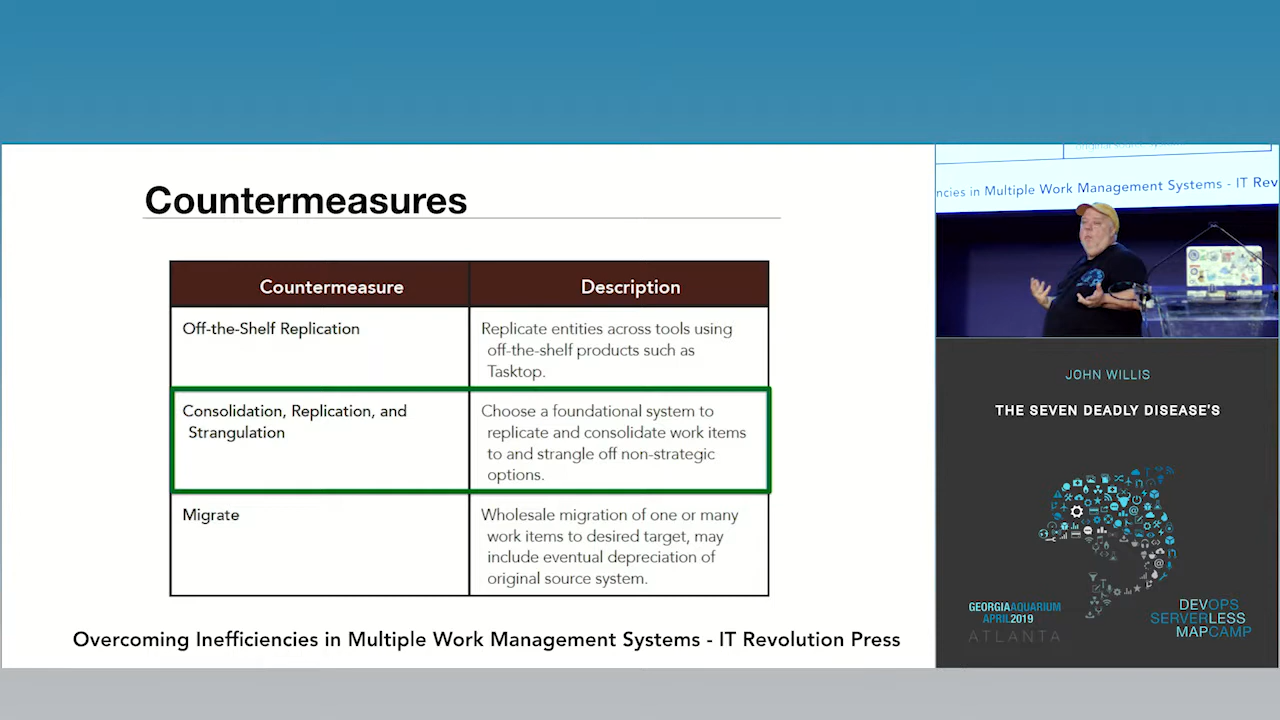 Countermeasures
Countermeasure
Description
Off-the-Shelf Replication
Replicate entities across tools using
off-the-shelf products such as
Tasktop.
Consolidation, Replication, and
Strangulation
Choose a foundational system to
replicate and consolidate work items
to and strangle off non-strategic
options.
Migrate
Wholesale migration of one or many
work items to desired target, may
include eventual depreciation of
original source system.
Overcoming Inefficiencies in Multiple Work Management Systems - IT Revolution Press
ncies in Multiple Work Management Systems - IT Rev
JOHN WILLIS
THE SEVEN DEADLY DISEASE'S
GEORGIAAQUARIUM
APRIL2019
ATLANTA
DEVOPS
SERVERLESS
MAPCAMP